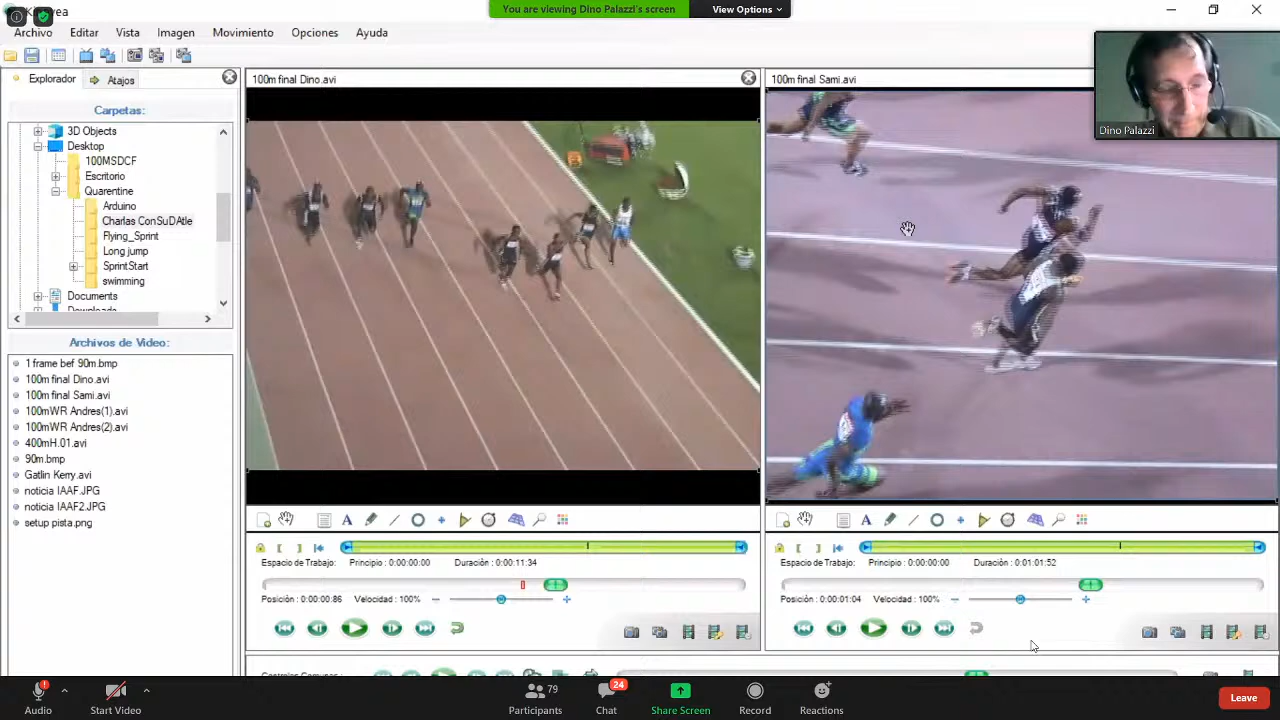 You are viewing Dino Palazzi's screen
View Options
Archivo Editar Vista Imagen Movimiento Opciones Ayuda
Explorador Atajos
Carpetas:
3D Objects
Desktop
100MSDCF
Escritorio
Quarentine
Arduino
Charlas ConSuDAtle
Flying_Sprint
Long jump
SprintStart
swimming
Documents
Archivos de Video:
1 frame bef 90m.bmp
100m final Dino.avi
100m final Sami.avi
100mWR Andres(1).avi
100mWR Andres(2).avi
400mH.01.avi
90m.bmp
Gatlin Kerry.avi
noticia IAAF.JPG
noticia IAAF2.JPG
setup pista.png
100m final Dino.avi
Espacio de Trabajo: Principio : 0:00:00:00 Duración : 0:00:11:34
Posición : 0:00:00:86 Velocidad : 100%
100m final Sami.avi
Dino Palazzi
Espacio de Trabajo: Principio : 0:00:00:00 Duración : 0:01:01:52
Posición : 0:00:01:04 Velocidad : 100%
Audio
Start Video
79
Participants
24
Chat
Share Screen
Record
Reactions
Leave